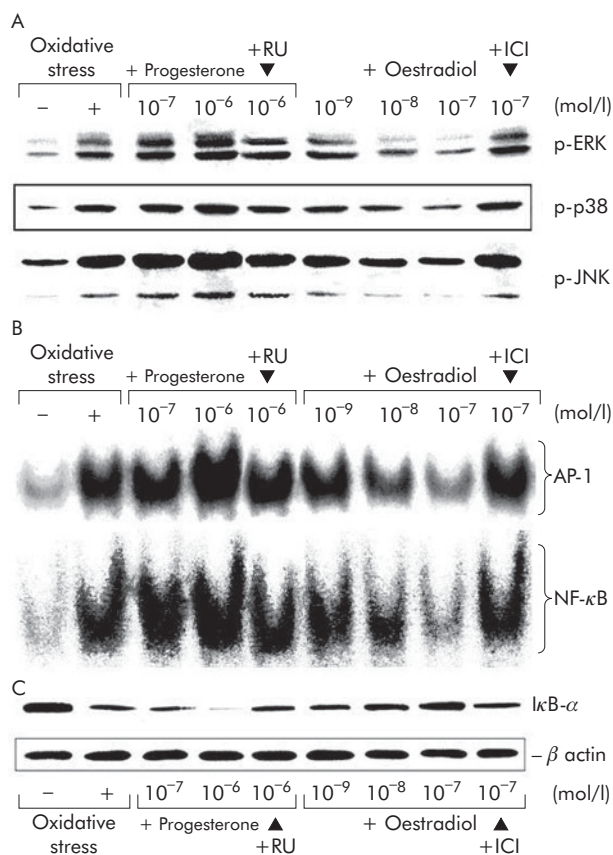 A
Oxidative stress + Progesterone +RU ▼ + Oestradiol +ICI ▼
− + 10⁻⁷ 10⁻⁶ 10⁻⁶ 10⁻⁹ 10⁻⁸ 10⁻⁷ 10⁻⁷ (mol/l)
p-ERK
p-p38
p-JNK
B
Oxidative stress + Progesterone +RU ▼ + Oestradiol +ICI ▼
− + 10⁻⁷ 10⁻⁶ 10⁻⁶ 10⁻⁹ 10⁻⁸ 10⁻⁷ 10⁻⁷ (mol/l)
AP-1
NF-κB
C
IκB-α
β actin
− + 10⁻⁷ 10⁻⁶ 10⁻⁶ 10⁻⁹ 10⁻⁸ 10⁻⁷ 10⁻⁷ (mol/l)
Oxidative stress + Progesterone ▲ +RU + Oestradiol ▲ +ICI